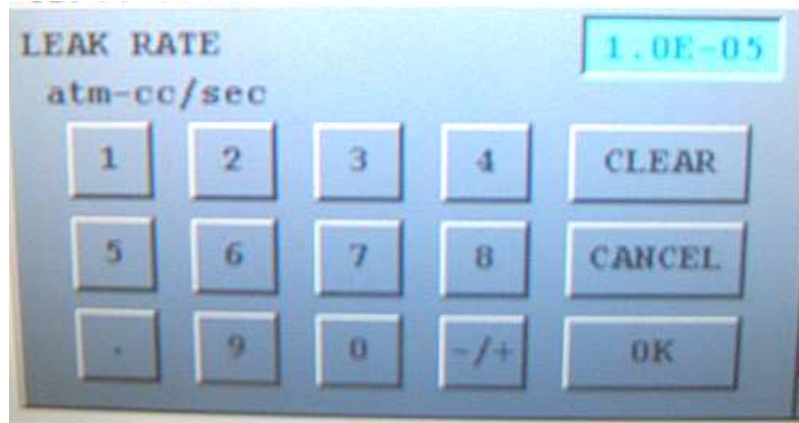 LEAK RATE 1.0E-05
atm-cc/sec
1 2 3 4 CLEAR
5 6 7 8 CANCEL
. 9 0 -/+ OK